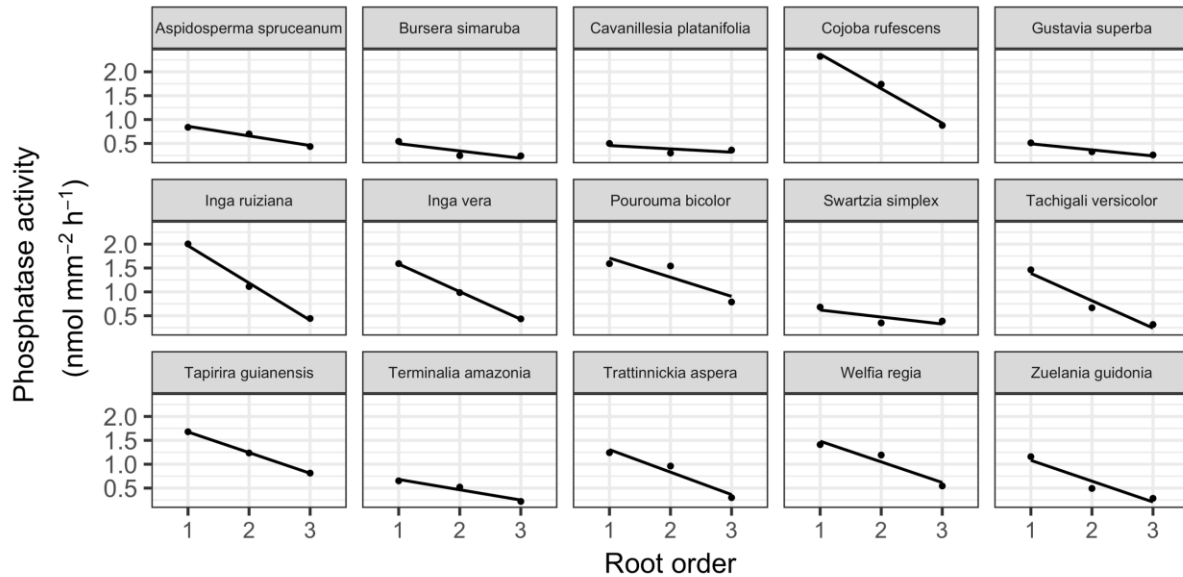 Aspidosperma spruceanum Bursera simaruba Cavanillesia platanifolia Cojoba rufescens Gustavia superba
2.0
1.5
1.0
0.5
Inga ruiziana Inga vera Pourouma bicolor Swartzia simplex Tachigali versicolor
2.0
1.5
1.0
0.5
Tapirira guianensis Terminalia amazonia Trattinnickia aspera Welfia regia Zuelania guidonia
2.0
1.5
1.0
0.5
1 2 3 1 2 3 1 2 3 1 2 3 1 2 3
Root order
Phosphatase activity
(nmol mm⁻² h⁻¹)